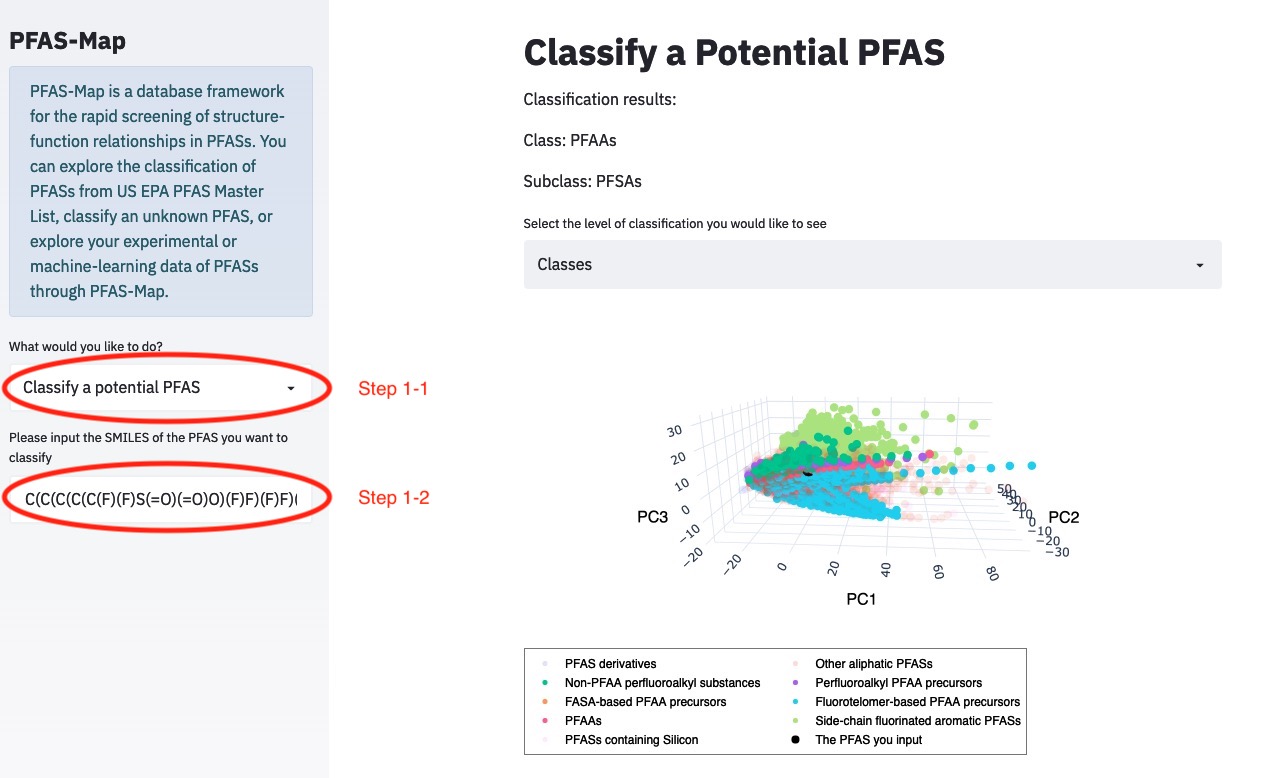 PFAS-Map
PFAS-Map is a database framework
for the rapid screening of structure-
function relationships in PFASs. You
can explore the classification of
PFASs from US EPA PFAS Master
List, classify an unknown PFAS, or
explore your experimental or
machine-learning data of PFASs
through PFAS-Map.
What would you like to do?
Classify a potential PFAS
Step 1-1
Please input the SMILES of the PFAS you want to
classify
C(C(C(C(C(F)(F)S(=O)(=O)O)(F)F)(F)F)(
Step 1-2
Classify a Potential PFAS
Classification results:
Class: PFAAs
Subclass: PFSAs
Select the level of classification you would like to see
Classes
30
20
10
0
−10
−20
PC3
−20
0
20
40
60
80
PC1
50
40
30
20
10
0
−10
−20
−30
PC2
PFAS derivatives
Non-PFAA perfluoroalkyl substances
FASA-based PFAA precursors
PFAAs
PFASs containing Silicon
Other aliphatic PFASs
Perfluoroalkyl PFAA precursors
Fluorotelomer-based PFAA precursors
Side-chain fluorinated aromatic PFASs
The PFAS you input